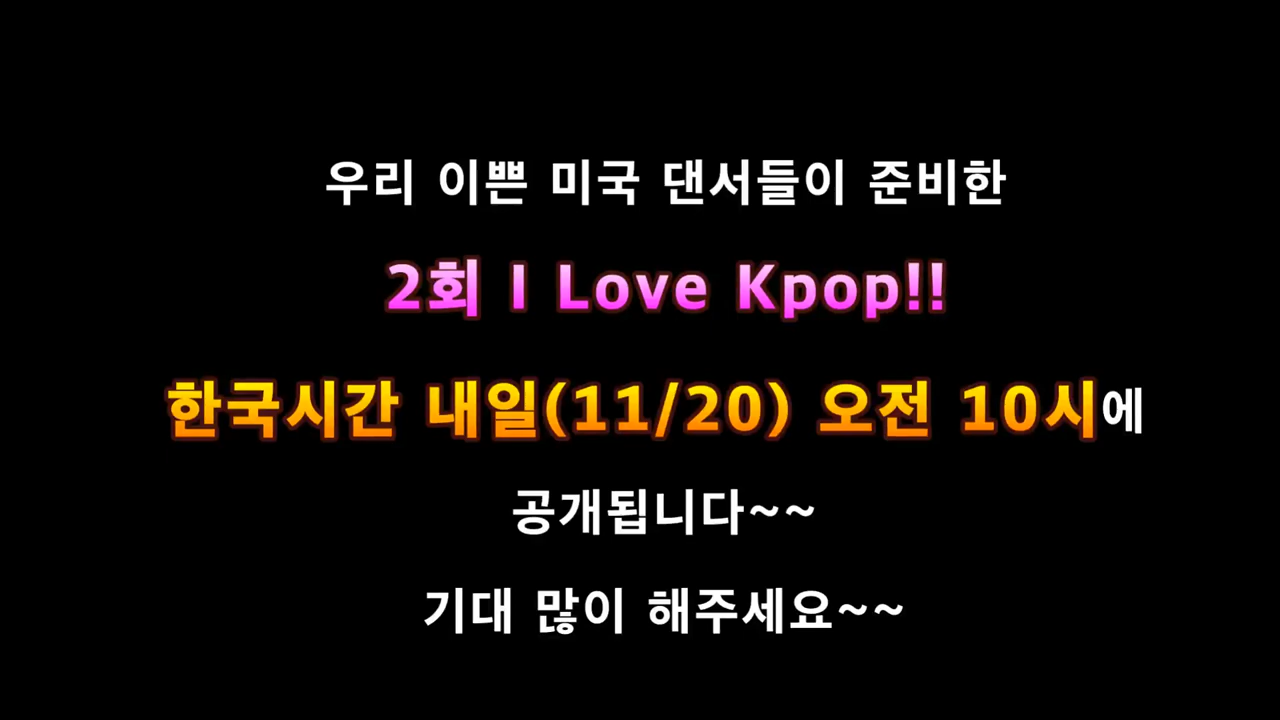 우리 이쁜 미국 댄서들이 준비한
2회 I Love Kpop!!
한국시간 내일(11/20) 오전 10시에
공개됩니다~~
기대 많이 해주세요~~